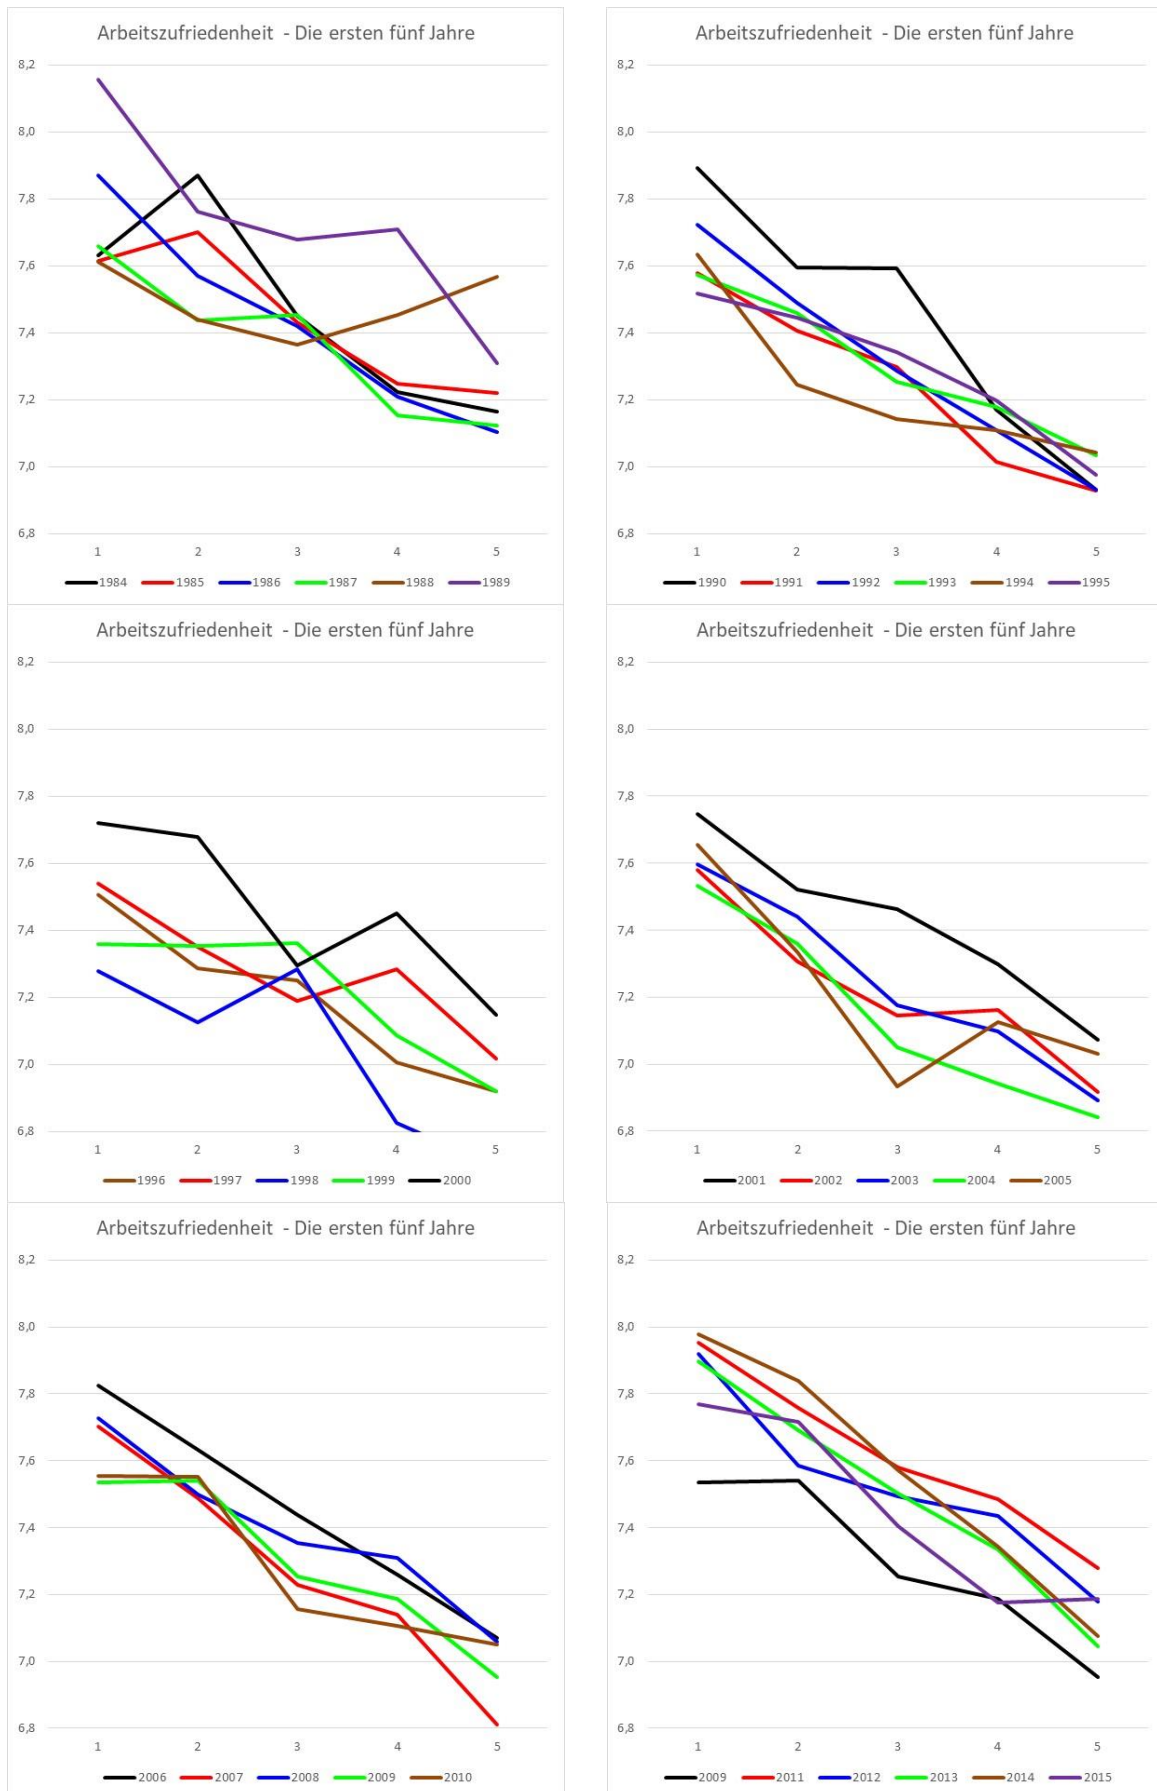 Arbeitszufriedenheit - Die ersten fünf Jahre
8,2
8,0
7,8
7,6
7,4
7,2
7,0
6,8
1 2 3 4 5
1984 1985 1986 1987 1988 1989
Arbeitszufriedenheit - Die ersten fünf Jahre
8,2
8,0
7,8
7,6
7,4
7,2
7,0
6,8
1 2 3 4 5
1990 1991 1992 1993 1994 1995
Arbeitszufriedenheit - Die ersten fünf Jahre
8,2
8,0
7,8
7,6
7,4
7,2
7,0
6,8
1 2 3 4 5
1996 1997 1998 1999 2000
Arbeitszufriedenheit - Die ersten fünf Jahre
8,2
8,0
7,8
7,6
7,4
7,2
7,0
6,8
1 2 3 4 5
2001 2002 2003 2004 2005
Arbeitszufriedenheit - Die ersten fünf Jahre
8,2
8,0
7,8
7,6
7,4
7,2
7,0
6,8
1 2 3 4 5
2006 2007 2008 2009 2010
Arbeitszufriedenheit - Die ersten fünf Jahre
8,2
8,0
7,8
7,6
7,4
7,2
7,0
6,8
1 2 3 4 5
2009 2011 2012 2013 2014 2015